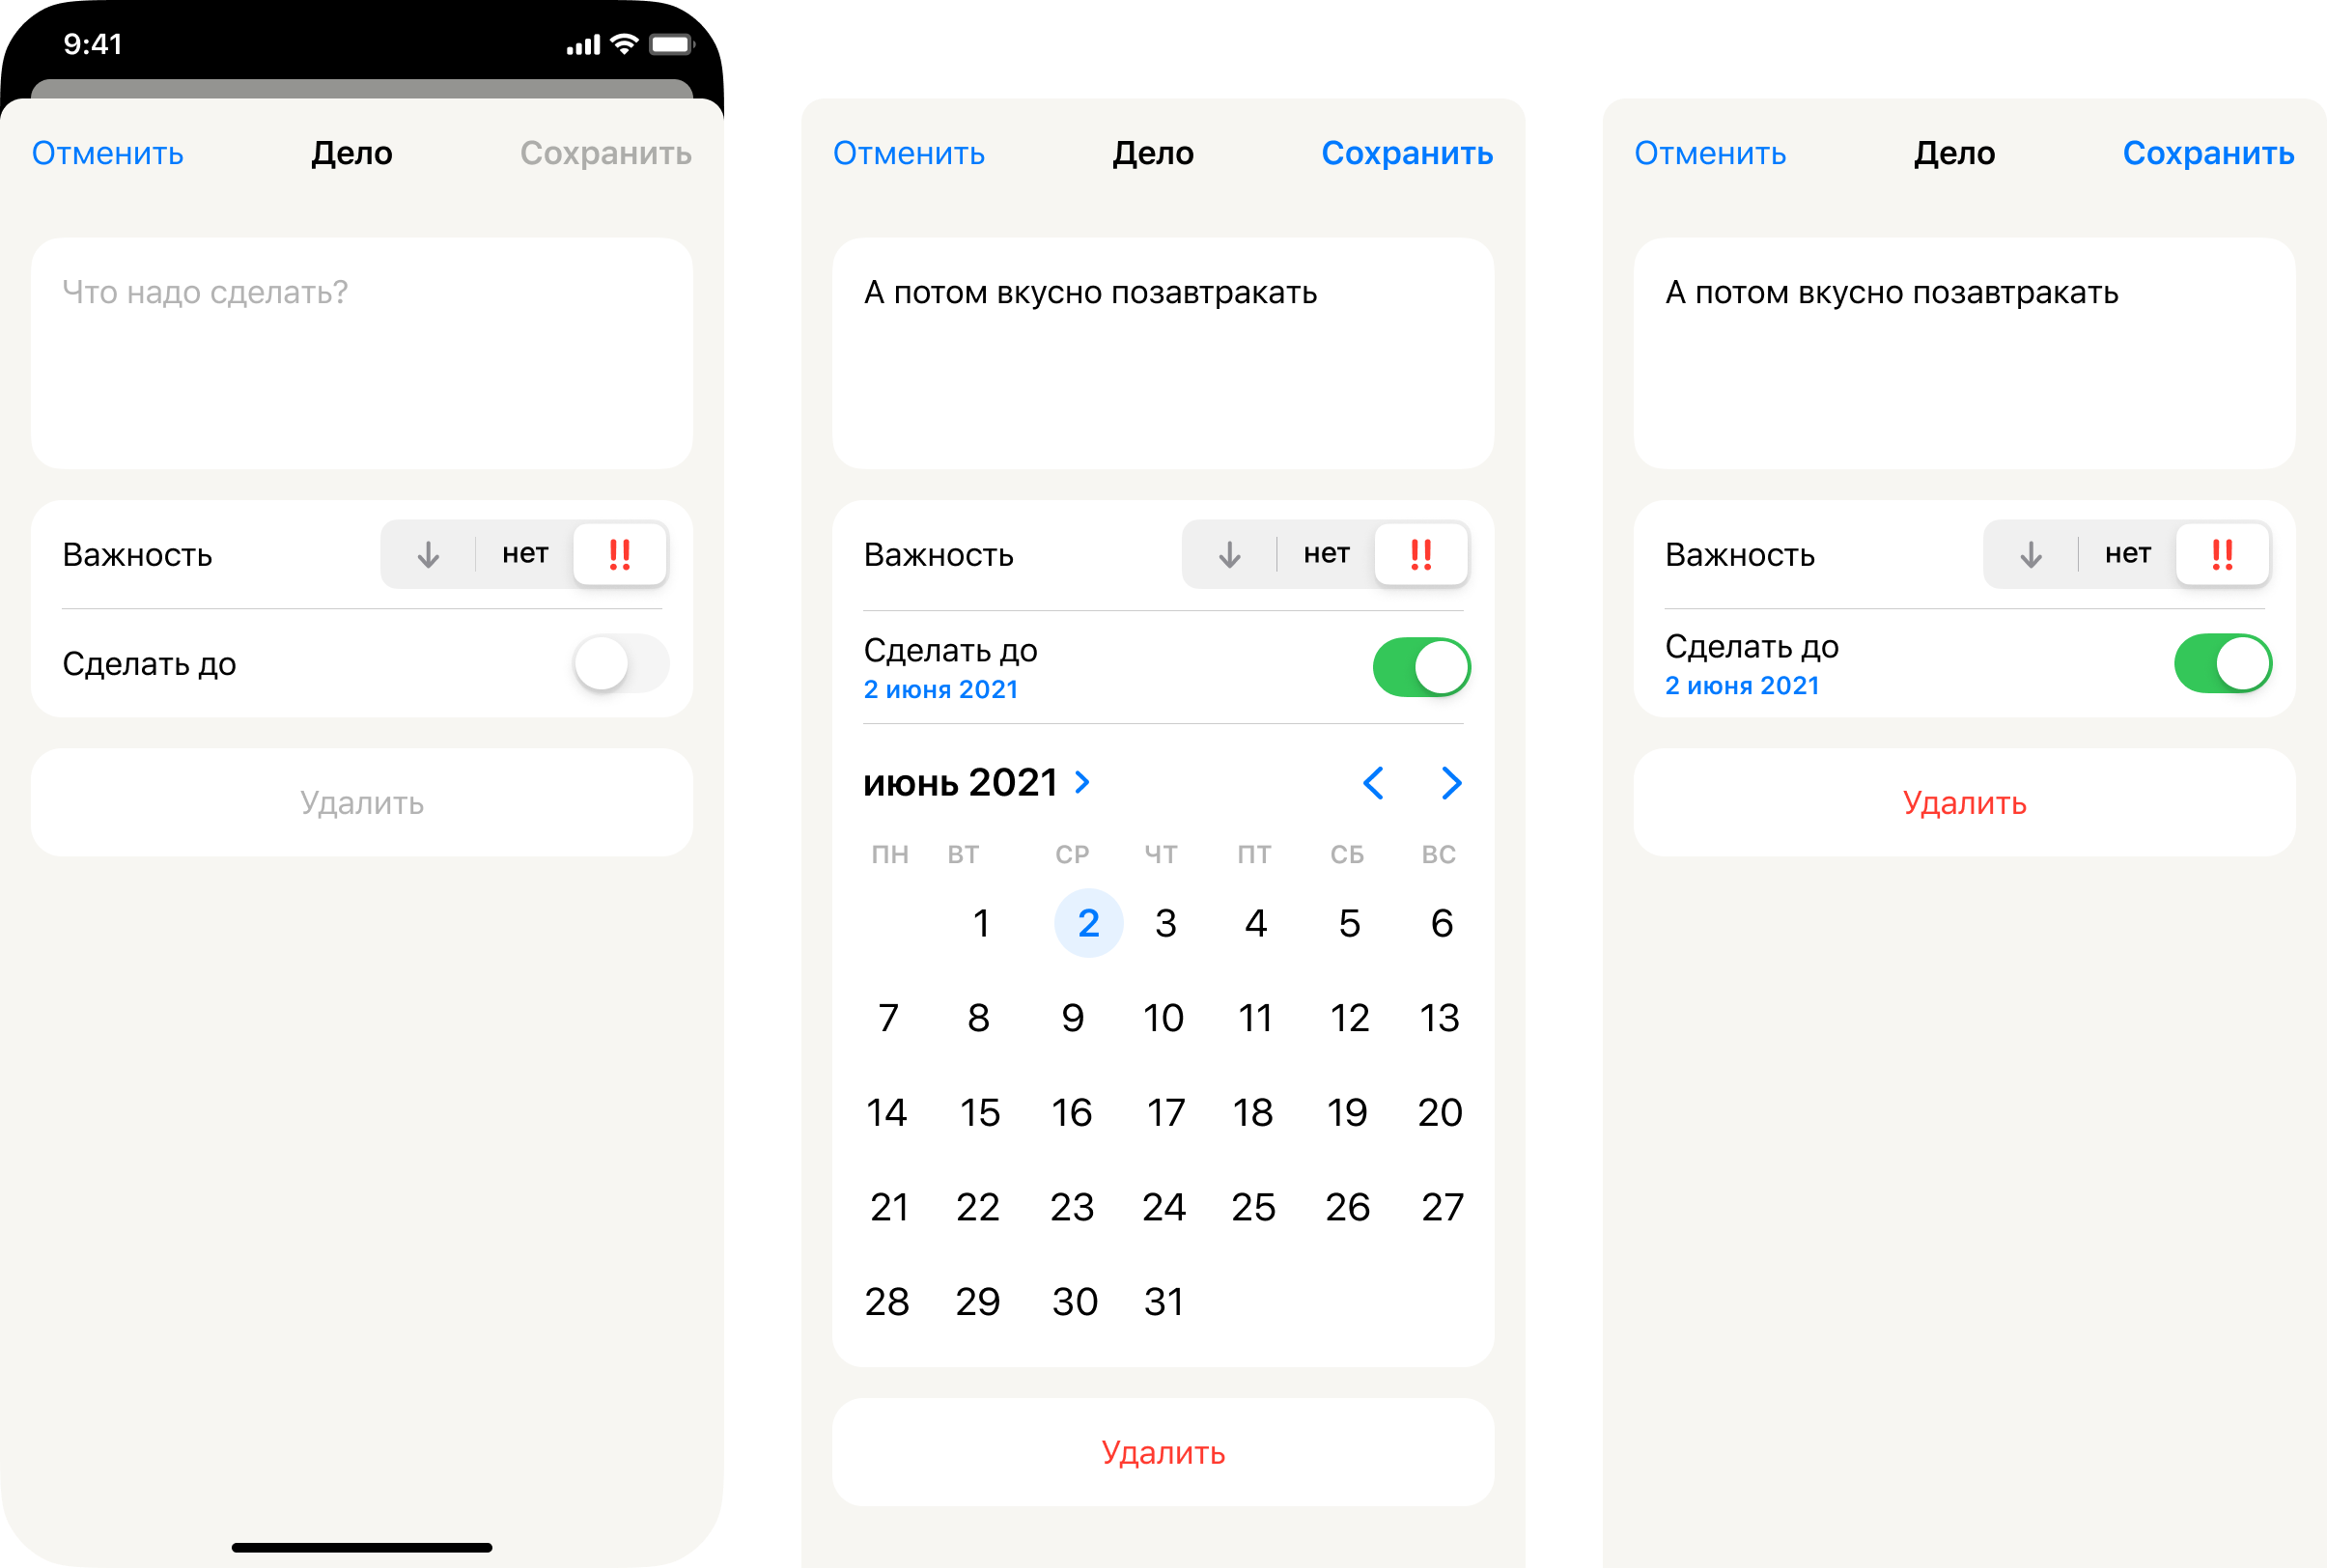 9:41
Отменить Дело Сохранить
Что надо сделать?
Важность нет !!
Сделать до
Удалить
Отменить Дело Сохранить
А потом вкусно позавтракать
Важность нет !!
Сделать до
2 июня 2021
июнь 2021
ПН ВТ СР ЧТ ПТ СБ ВС
1 2 3 4 5 6
7 8 9 10 11 12 13
14 15 16 17 18 19 20
21 22 23 24 25 26 27
28 29 30 31
Удалить
Отменить Дело Сохранить
А потом вкусно позавтракать
Важность нет !!
Сделать до
2 июня 2021
Удалить